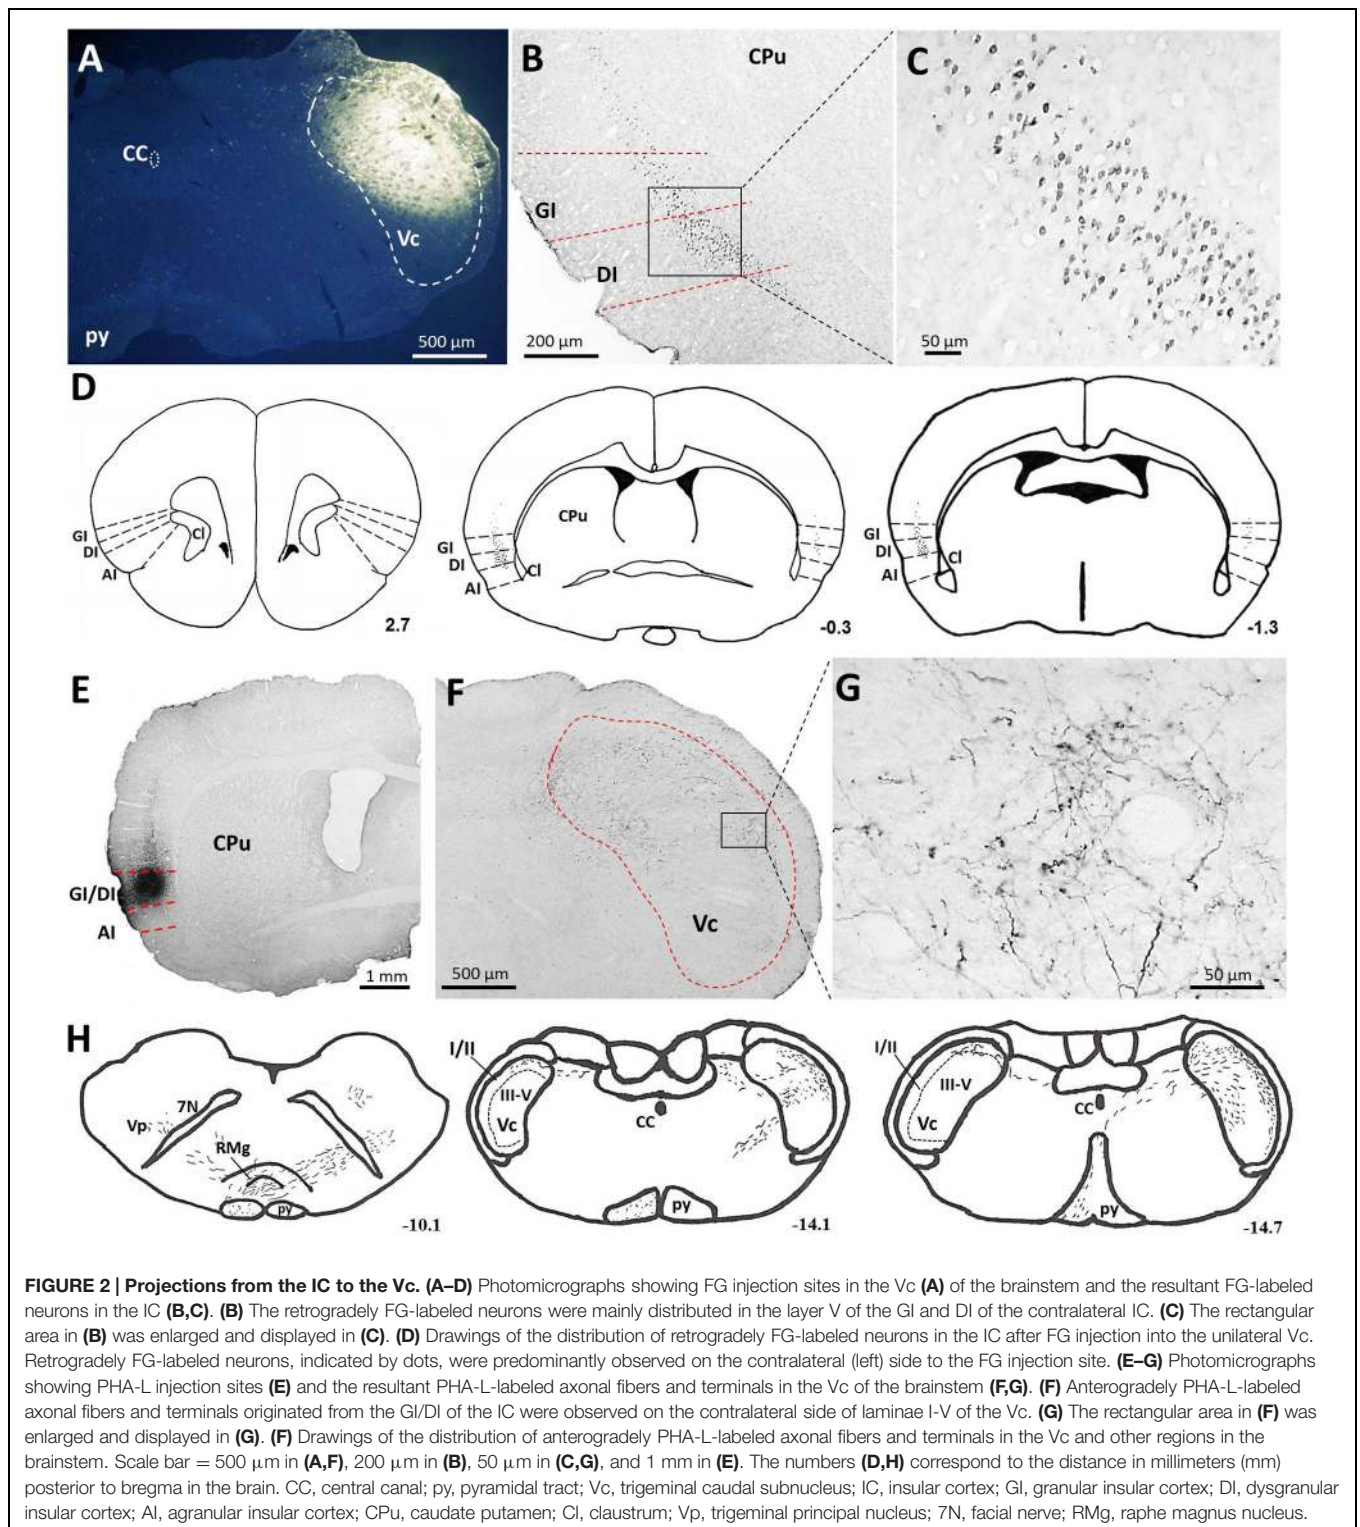 A
CC
Vc
py
500 µm
B
CPu
GI
DI
200 µm
C
50 µm
D
GI
DI
AI
Cl
2.7
CPu
GI
DI
AI
Cl
-0.3
GI
DI
AI
Cl
-1.3
E
CPu
GI/DI
AI
1 mm
F
Vc
500 µm
G
50 µm
H
7N
Vp
RMg
py
-10.1
I/II
III-V
Vc
CC
py
-14.1
I/II
III-V
Vc
CC
py
-14.7
FIGURE 2 | Projections from the IC to the Vc. (A–D) Photomicrographs showing FG injection sites in the Vc (A) of the brainstem and the resultant FG-labeled
neurons in the IC (B,C). (B) The retrogradely FG-labeled neurons were mainly distributed in the layer V of the GI and DI of the contralateral IC. (C) The rectangular
area in (B) was enlarged and displayed in (C). (D) Drawings of the distribution of retrogradely FG-labeled neurons in the IC after FG injection into the unilateral Vc.
Retrogradely FG-labeled neurons, indicated by dots, were predominantly observed on the contralateral (left) side to the FG injection site. (E–G) Photomicrographs
showing PHA-L injection sites (E) and the resultant PHA-L-labeled axonal fibers and terminals in the Vc of the brainstem (F,G). (F) Anterogradely PHA-L-labeled
axonal fibers and terminals originated from the GI/DI of the IC were observed on the contralateral side of laminae I-V of the Vc. (G) The rectangular area in (F) was
enlarged and displayed in (G). (F) Drawings of the distribution of anterogradely PHA-L-labeled axonal fibers and terminals in the Vc and other regions in the
brainstem. Scale bar = 500 µm in (A,F), 200 µm in (B), 50 µm in (C,G), and 1 mm in (E). The numbers (D,H) correspond to the distance in millimeters (mm)
posterior to bregma in the brain. CC, central canal; py, pyramidal tract; Vc, trigeminal caudal subnucleus; IC, insular cortex; GI, granular insular cortex; DI, dysgranular
insular cortex; AI, agranular insular cortex; CPu, caudate putamen; Cl, claustrum; Vp, trigeminal principal nucleus; 7N, facial nerve; RMg, raphe magnus nucleus.